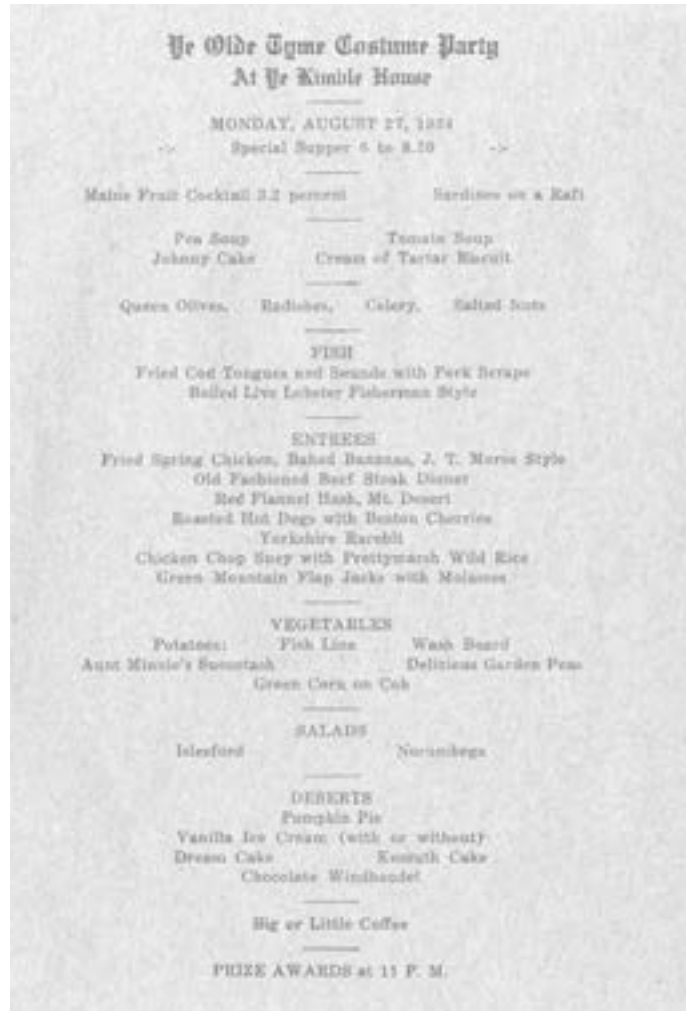 Ye Olde Tyme Costume Party
At Ye Kimble House
MONDAY, AUGUST 27, 1934
Special Supper 6 to 8.30
Maine Fruit Cocktail 3.2 percent Sardines on a Raft
Pea Soup Tomato Soup
Johnny Cake Cream of Tartar Biscuit
Queen Olives, Radishes, Celery, Salted
FISH
Fried Cod Tongues and Sounds with Pork Scraps
Boiled Live Lobster Fisherman Style
ENTREES
Fried Spring Chicken, Baked Bananas, J. T. Morse Style
Old Fashioned Beef Steak Dinner
Red Flannel Hash, Mt. Desert
Roasted Hot Dogs with Boston Cherries
Yorkshire Rarebit
Chicken Chop Suey with Prettymarsh Wild Rice
Green Mountain Flap Jacks with Molasses
VEGETABLES
Potatoes: Fish Line Wash Board
Aunt Minnie's Succotash Delicious Garden Peas
Green Corn on Cob
SALADS
Islesford Norumbega
DESERTS
Pumpkin Pie
Vanilla Ice Cream (with or without)
Dream Cake Kossuth Cake
Chocolate
Big or Little Coffee
PRIZE AWARDS at 11 P. M.